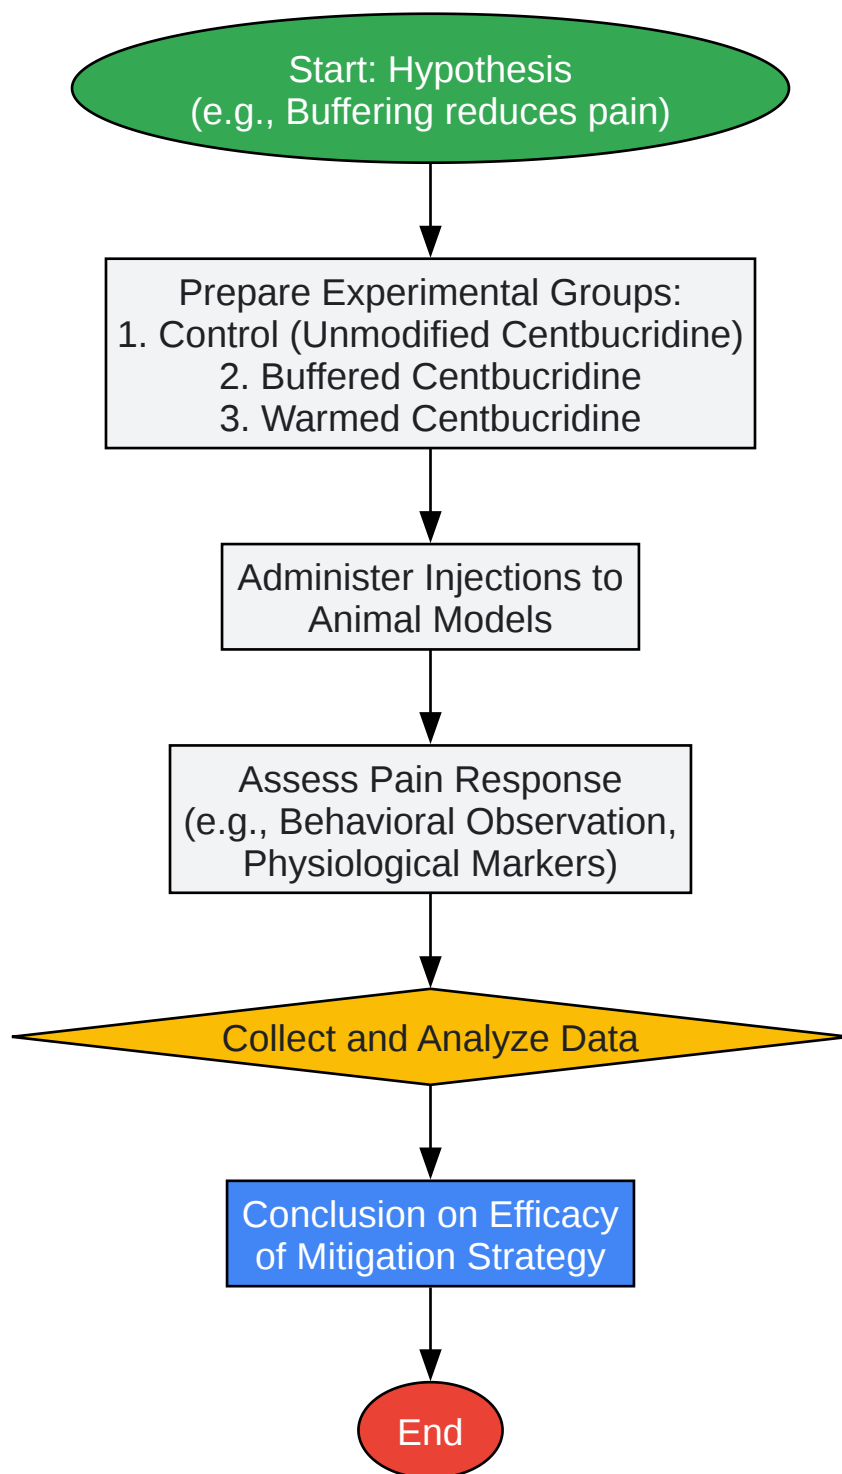 Start: Hypothesis
(e.g., Buffering reduces pain)
Prepare Experimental Groups:
1. Control (Unmodified Centbucridine)
2. Buffered Centbucridine
3. Warmed Centbucridine
Administer Injections to
Animal Models
Assess Pain Response
(e.g., Behavioral Observation,
Physiological Markers)
Collect and Analyze Data
Conclusion on Efficacy
of Mitigation Strategy
End